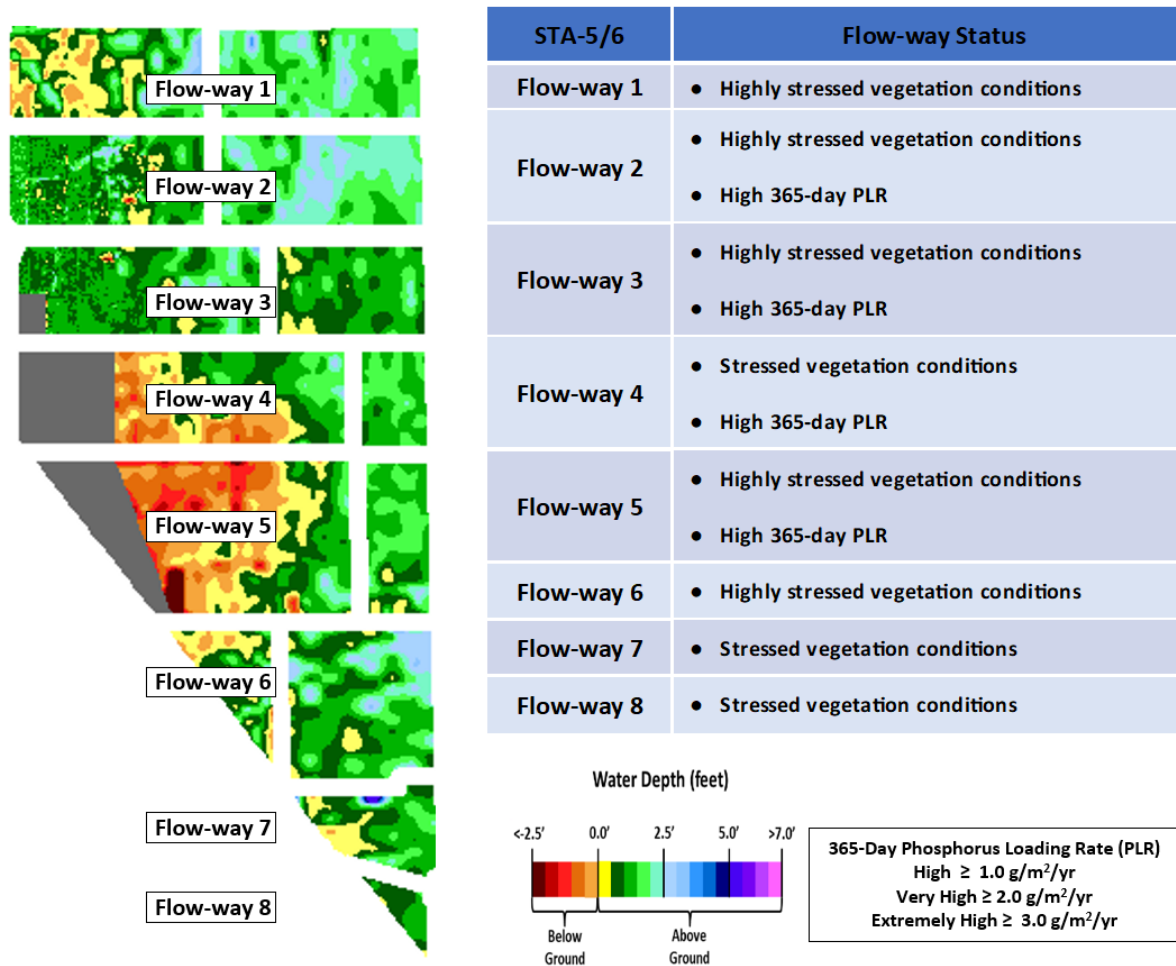 Flow-way 1
Flow-way 2
Flow-way 3
Flow-way 4
Flow-way 5
Flow-way 6
Flow-way 7
Flow-way 8
STA-5/6 Flow-way Status
Flow-way 1 ● Highly stressed vegetation conditions
Flow-way 2 ● Highly stressed vegetation conditions
● High 365-day PLR
Flow-way 3 ● Highly stressed vegetation conditions
● High 365-day PLR
Flow-way 4 ● Stressed vegetation conditions
● High 365-day PLR
Flow-way 5 ● Highly stressed vegetation conditions
● High 365-day PLR
Flow-way 6 ● Highly stressed vegetation conditions
Flow-way 7 ● Stressed vegetation conditions
Flow-way 8 ● Stressed vegetation conditions
Water Depth (feet)
<-2.5' 0.0' 2.5' 5.0' >7.0'
Below Ground
Above Ground
365-Day Phosphorus Loading Rate (PLR)
High ≥ 1.0 g/m²/yr
Very High ≥ 2.0 g/m²/yr
Extremely High ≥ 3.0 g/m²/yr